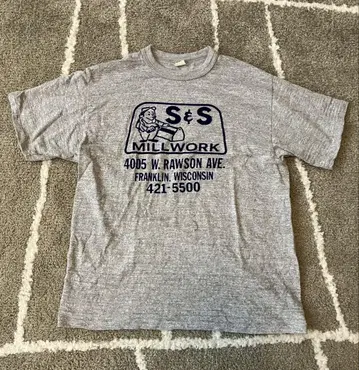 S & S
MILLWORK
4005 W. RAWSON AVE.
FRANKLIN, WISCONSIN
421-5500